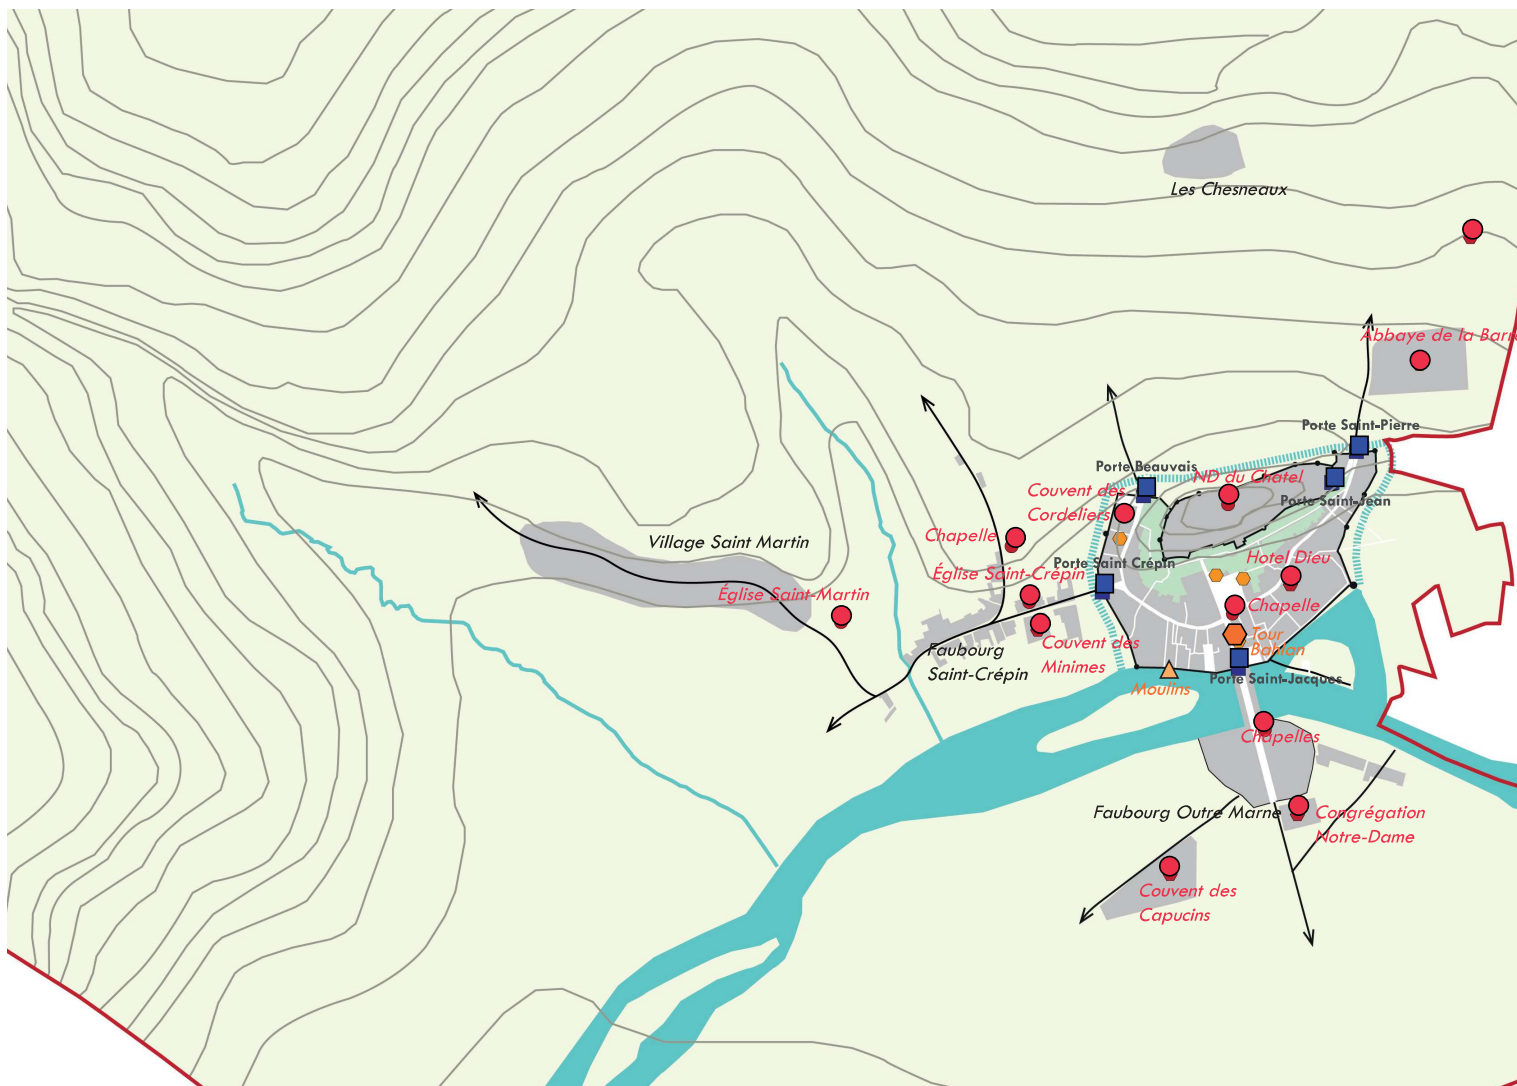 Les Chesneaux
Abbaye de la Barre
Porte Saint-Pierre
Porte Beauvais
ND du Chatel
Couvent des
Cordeliers
Porte Saint-Jean
Chapelle
Village Saint Martin
Porte Saint Crépin
Hotel Dieu
Église Saint-Crépin
Église Saint-Martin
Chapelle
Tour
Bahlan
Couvent des
Minimes
Faubourg
Saint-Crépin
Porte Saint-Jacques
Moulins
Chapelles
Faubourg Outre Marne
Congrégation
Notre-Dame
Couvent des
Capucins